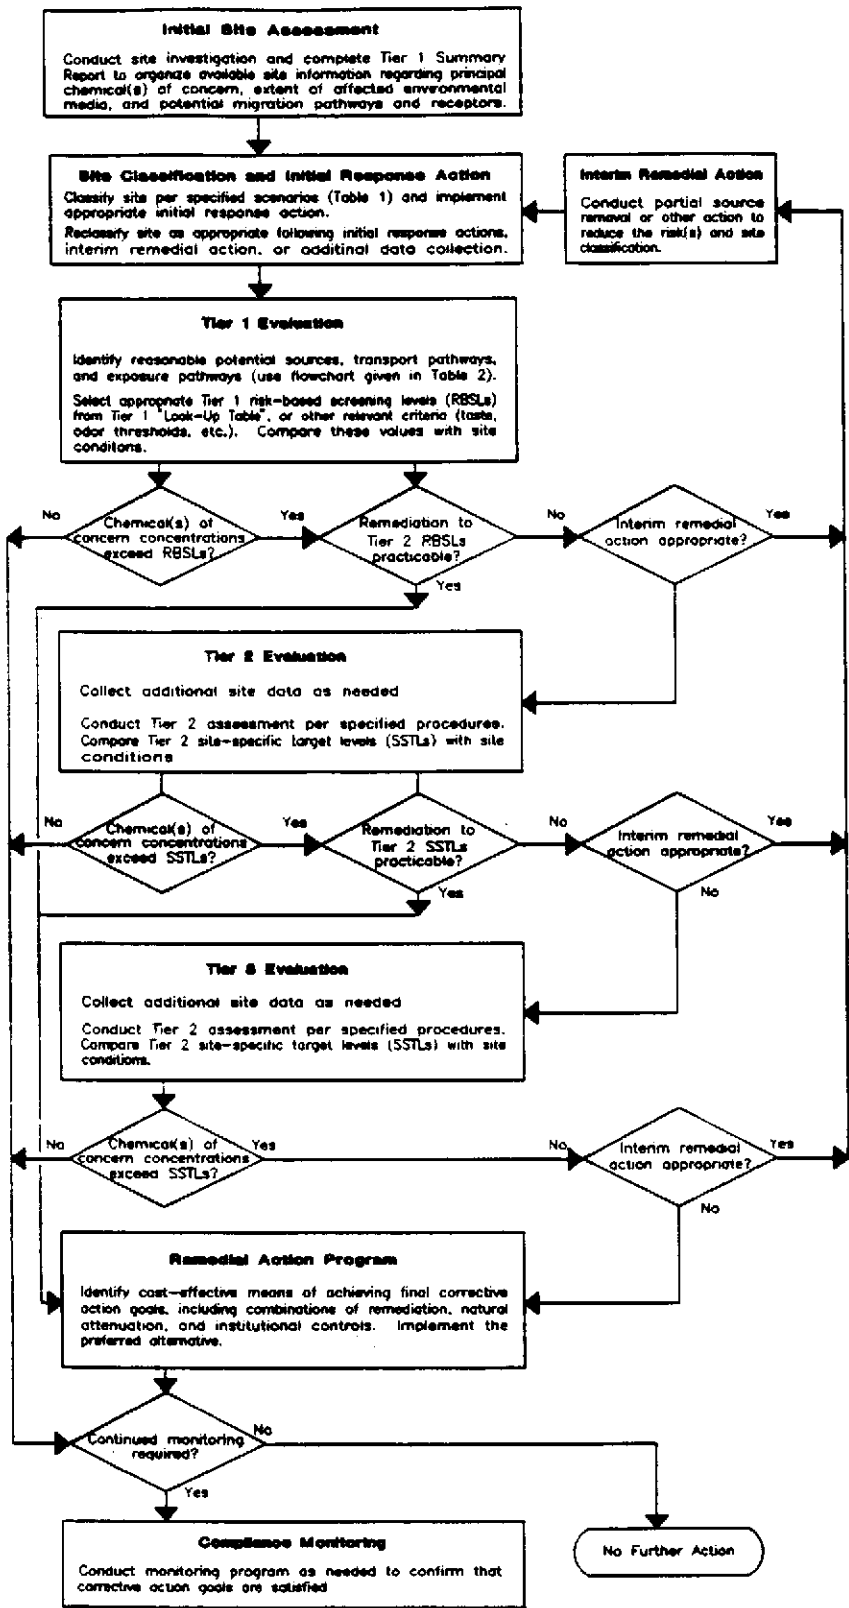 Initial Site Assessment
Conduct site investigation and complete Tier 1 Summary
Report to organize available site information regarding principal
chemical(s) of concern, extent of affected environmental
media, and potential migration pathways and receptors.
Site Classification and Initial Response Action
Classify site per specified scenarios (Table 1) and implement
appropriate initial response action.
Reclassify site as appropriate following initial response actions,
interim remedial action, or additinal data collection.
Interim Remedial Action
Conduct partial source
removal or other action to
reduce the risk(s) and site
classification.
Tier 1 Evaluation
Identify reasonable potential sources, transport pathways,
and exposure pathways (use flowchart given in Table 2).
Select appropriate Tier 1 risk-based screening levels (RBSLs)
from Tier 1 "Look-Up Table", or other relevant criteria (taste,
odor thresholds, etc.). Compare these values with site
conditons.
No
Chemical(s) of
concern concentrations
exceed RBSLs?
Yes
Remediation to
Tier 2 RBSLs
practicable?
No
Interim remedial
action appropriate?
Yes
Yes
Tier 2 Evaluation
Collect additional site data as needed
Conduct Tier 2 assessment per specified procedures.
Compare Tier 2 site-specific target levels (SSTLs) with site
conditions
No
Chemical(s) of
concern concentrations
exceed SSTLs?
Yes
Remediation to
Tier 2 SSTLs
practicable?
No
Interim remedial
action appropriate?
Yes
Yes
No
Tier 3 Evaluation
Collect additional site data as needed
Conduct Tier 2 assessment per specified procedures.
Compare Tier 2 site-specific target levels (SSTLs) with site
conditions.
No
Chemical(s) of
concern concentrations
exceed SSTLs?
Yes
No
Interim remedial
action appropriate?
Yes
No
Remedial Action Program
Identify cost-effective means of achieving final corrective
action goals, including combinations of remediation, natural
attenuation, and institutional controls. Implement the
preferred alternative.
Continued monitoring
required?
No
Yes
Compliance Monitoring
Conduct monitoring program as needed to confirm that
corrective action goals are satisfied
No Further Action